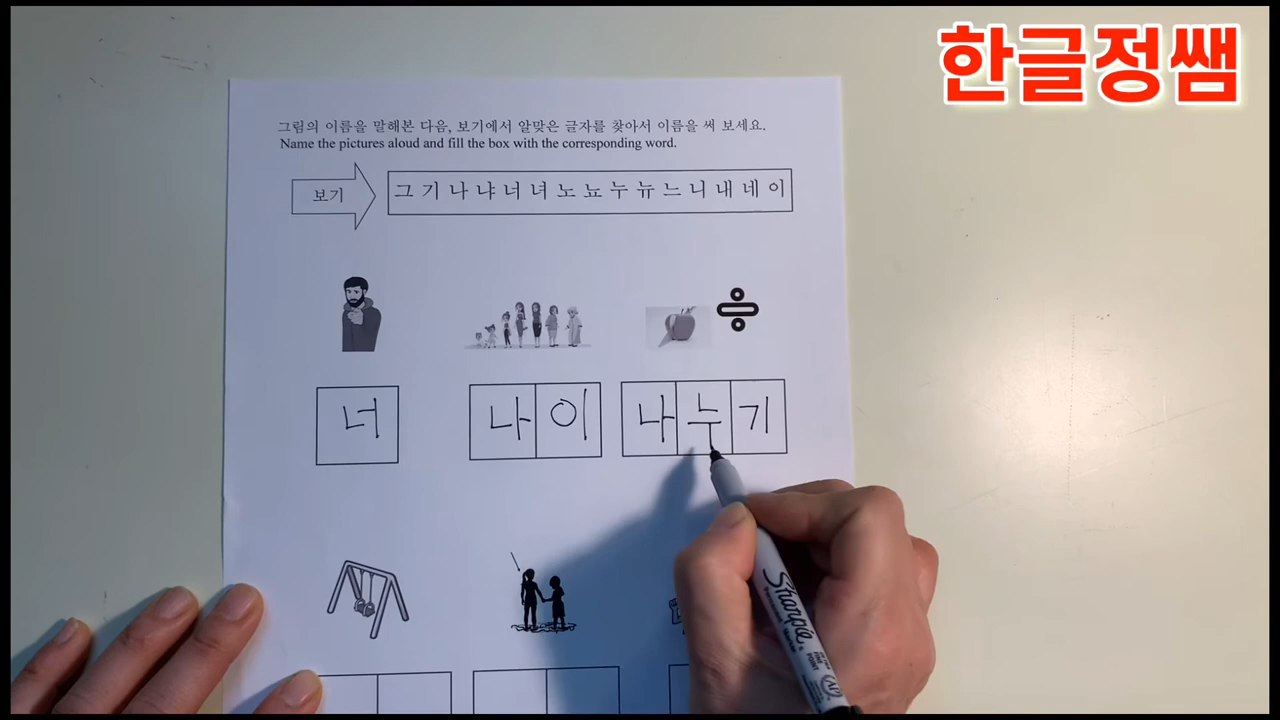 한글정쌤
그림의 이름을 말해본 다음, 보기에서 알맞은 글자를 찾아서 이름을 써 보세요.
Name the pictures aloud and fill the box with the corresponding word.
보기
그 기 나 냐 너 녀 노 뇨 누 뉴 느 니 내 네 이
너 나이 나누기
Sharpie